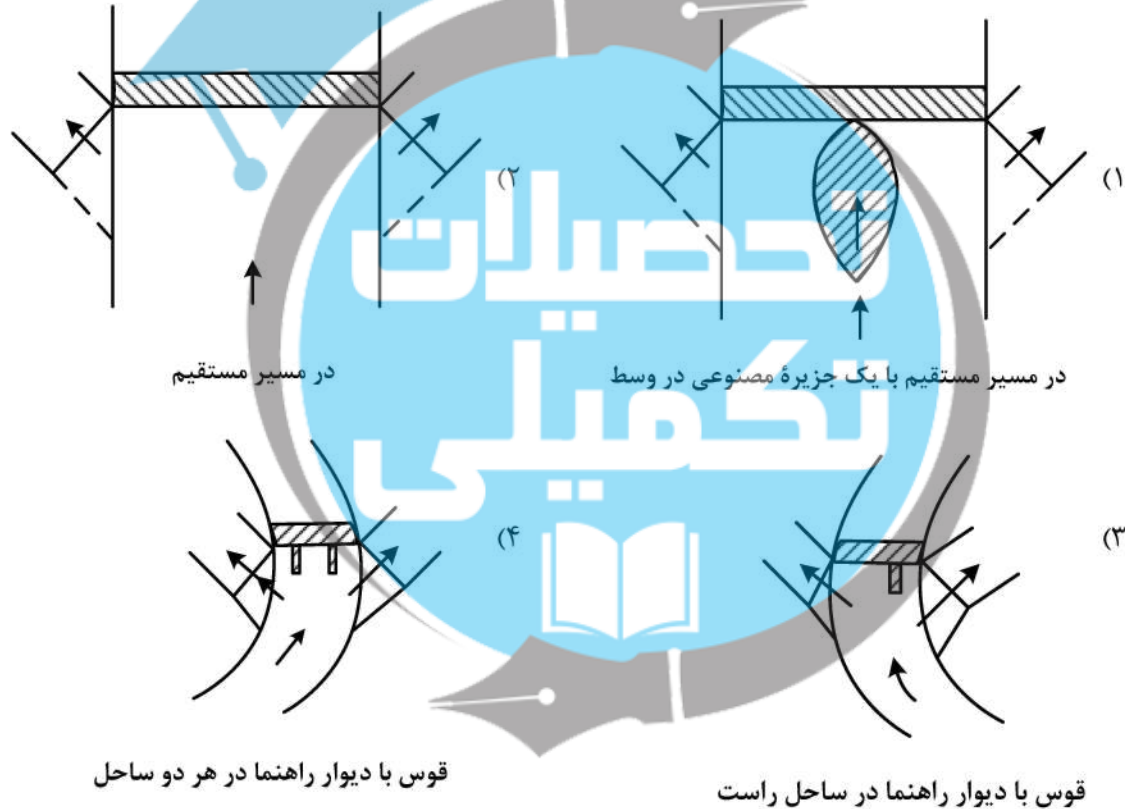 ۱)
۲)
در مسیر مستقیم با یک جزیرۀ مصنوعی در وسط
در مسیر مستقیم
تحصیلات
تکمیلی
۳)
۴)
قوس با دیوار راهنما در ساحل راست
قوس با دیوار راهنما در هر دو ساحل